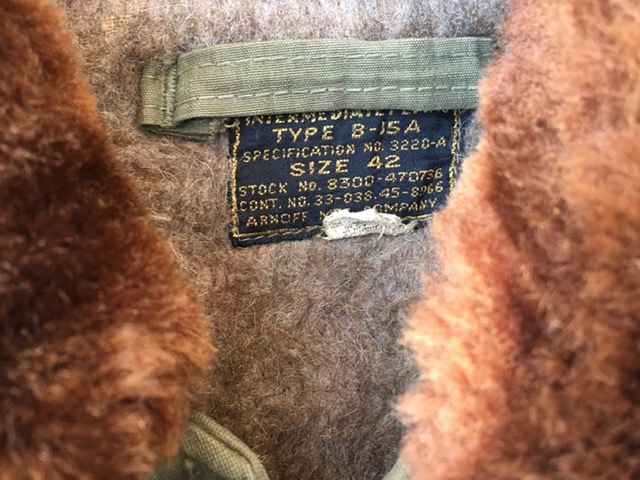 TYPE B-15A
SPECIFICATION NO. 3220-A
SIZE 42
STOCK NO. 8300-470736
CONT. NO. 33-038.45-8966
ARNOFF COMPANY